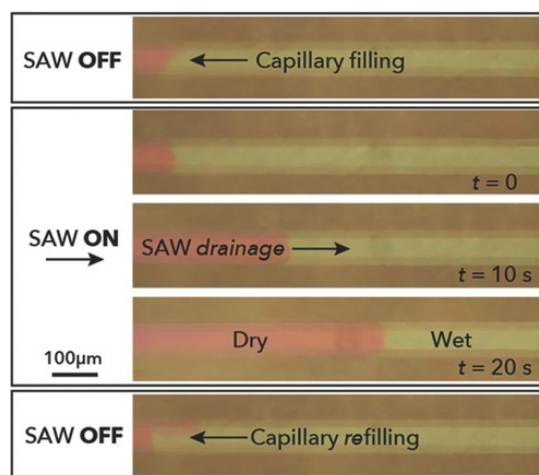 SAW OFF
Capillary filling
t = 0
SAW ON
SAW drainage
t = 10 s
100μm
Dry
Wet
t = 20 s
SAW OFF
Capillary refilling